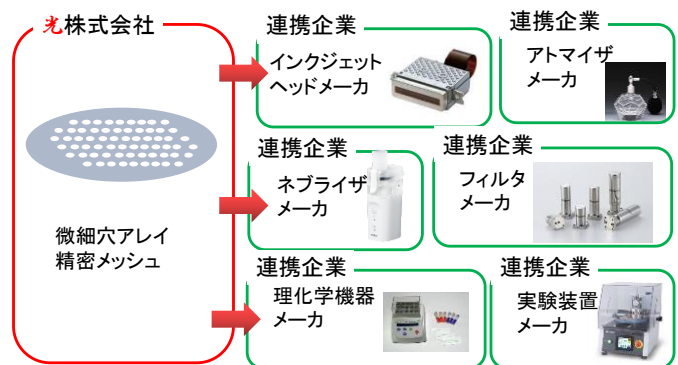 光株式会社
微細穴アレイ
精密メッシュ
連携企業
インクジェット
ヘッドメーカ
連携企業
アトマイザ
メーカ
連携企業
ネブライザ
メーカ
連携企業
フィルタ
メーカ
連携企業
理化学機器
メーカ
連携企業
実験装置
メーカ